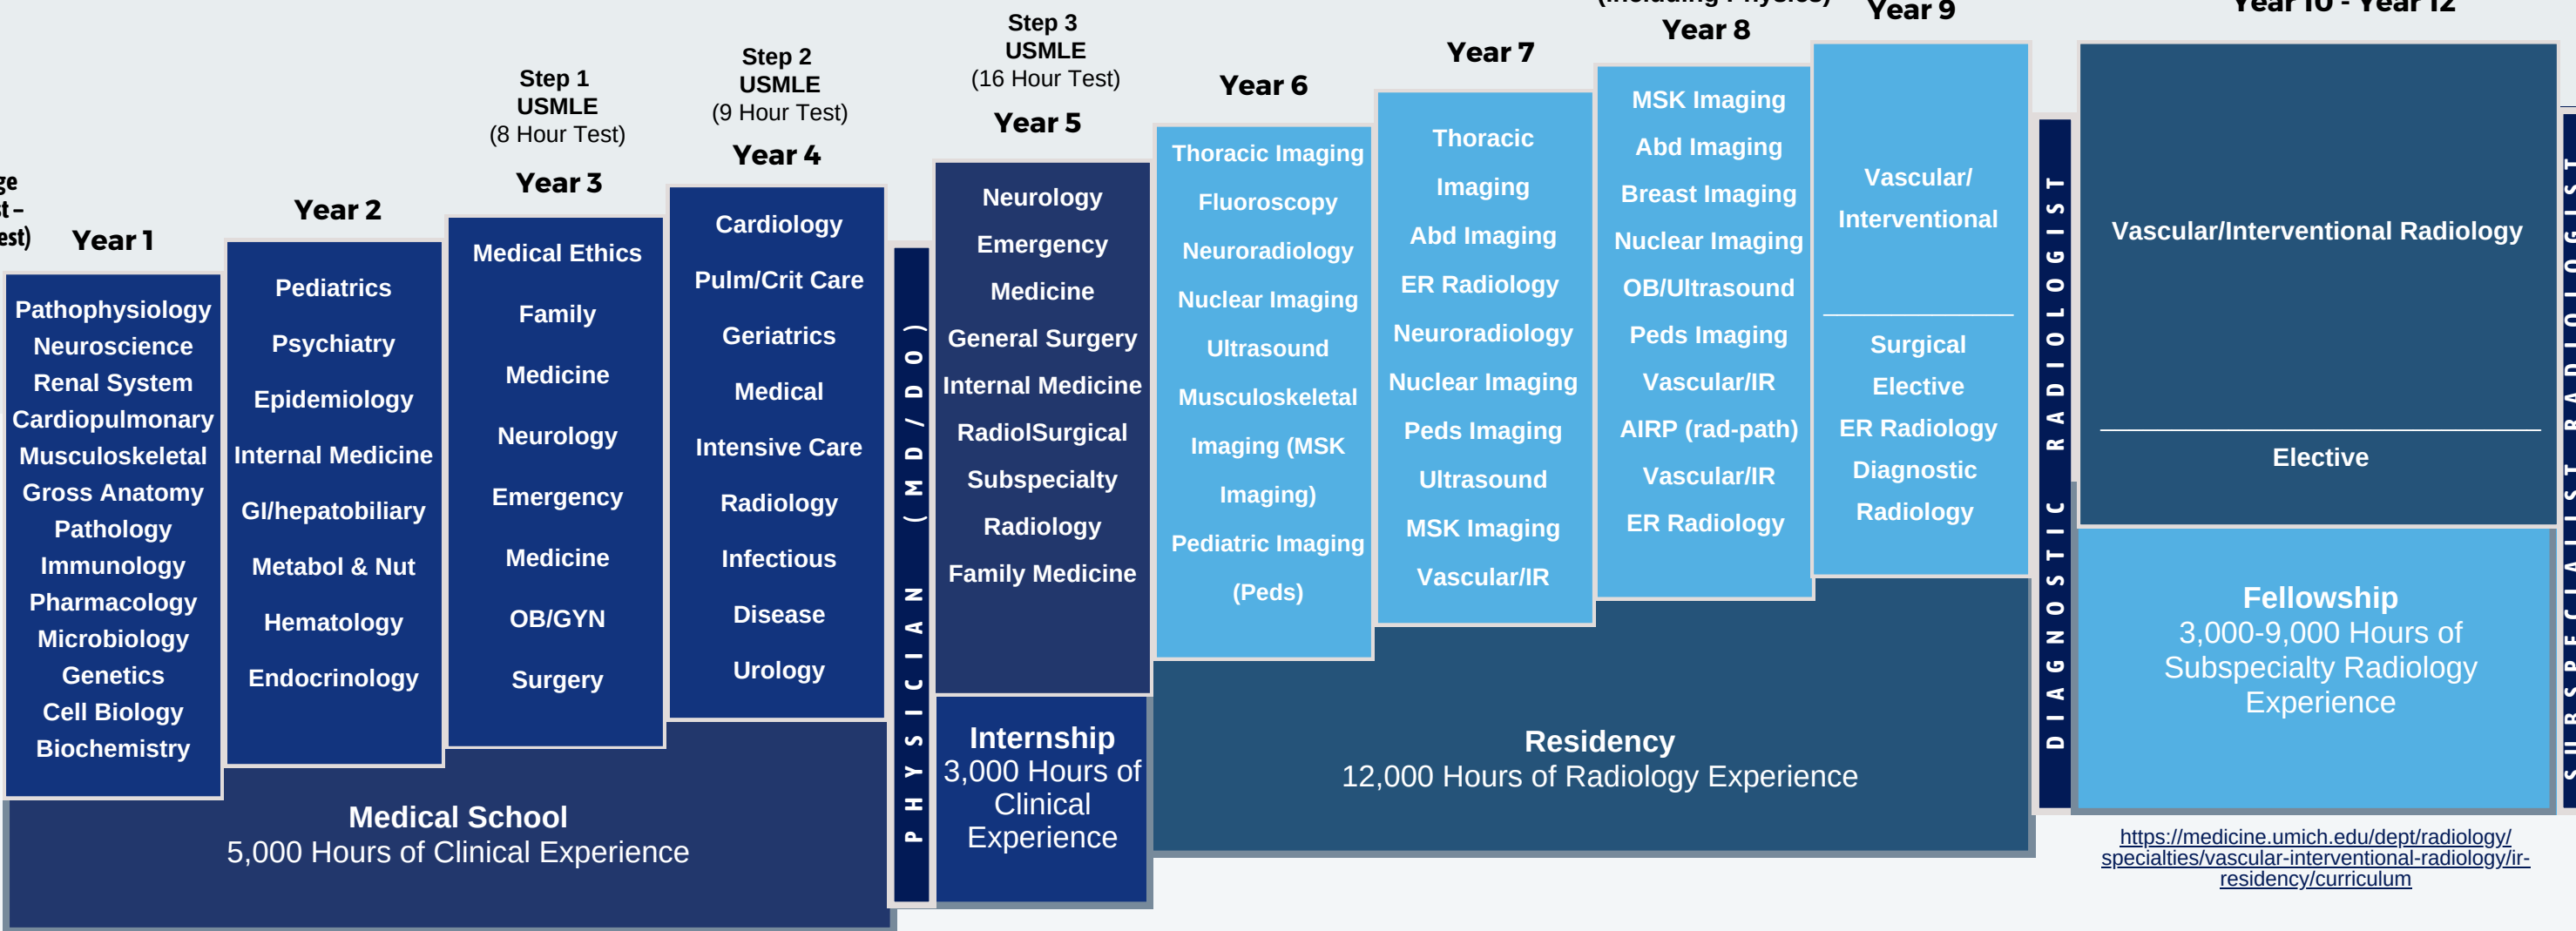 ge
st –
est)
Year 1
Pathophysiology
Neuroscience
Renal System
Cardiopulmonary
Musculoskeletal
Gross Anatomy
Pathology
Immunology
Pharmacology
Microbiology
Genetics
Cell Biology
Biochemistry
Year 2
Pediatrics
Psychiatry
Epidemiology
Internal Medicine
GI/hepatobiliary
Metabol & Nut
Hematology
Endocrinology
Step 1
USMLE
(8 Hour Test)
Year 3
Medical Ethics
Family
Medicine
Neurology
Emergency
Medicine
OB/GYN
Surgery
Step 2
USMLE
(9 Hour Test)
Year 4
Cardiology
Pulm/Crit Care
Geriatrics
Medical
Intensive Care
Radiology
Infectious
Disease
Urology
Medical School
5,000 Hours of Clinical Experience
PHYSICIAN (MD/DO)
Step 3
USMLE
(16 Hour Test)
Year 5
Neurology
Emergency
Medicine
General Surgery
Internal Medicine
RadiolSurgical
Subspecialty
Radiology
Family Medicine
Internship
3,000 Hours of
Clinical
Experience
Year 6
Thoracic Imaging
Fluoroscopy
Neuroradiology
Nuclear Imaging
Ultrasound
Musculoskeletal
Imaging (MSK
Imaging)
Pediatric Imaging
(Peds)
Year 7
Thoracic
Imaging
Abd Imaging
ER Radiology
Neuroradiology
Nuclear Imaging
Peds Imaging
Ultrasound
MSK Imaging
Vascular/IR
(including Physics)
Year 8
MSK Imaging
Abd Imaging
Breast Imaging
Nuclear Imaging
OB/Ultrasound
Peds Imaging
Vascular/IR
AIRP (rad-path)
Vascular/IR
ER Radiology
Year 9
Vascular/
Interventional
Surgical
Elective
ER Radiology
Diagnostic
Radiology
Residency
12,000 Hours of Radiology Experience
DIAGNOSTIC RADIOLOGIST
Year 10 - Year 12
Vascular/Interventional Radiology
Elective
Fellowship
3,000-9,000 Hours of
Subspecialty Radiology
Experience
https://medicine.umich.edu/dept/radiology/
specialties/vascular-interventional-radiology/ir-
residency/curriculum
SUBSPECIALIST RADIOLOGIST